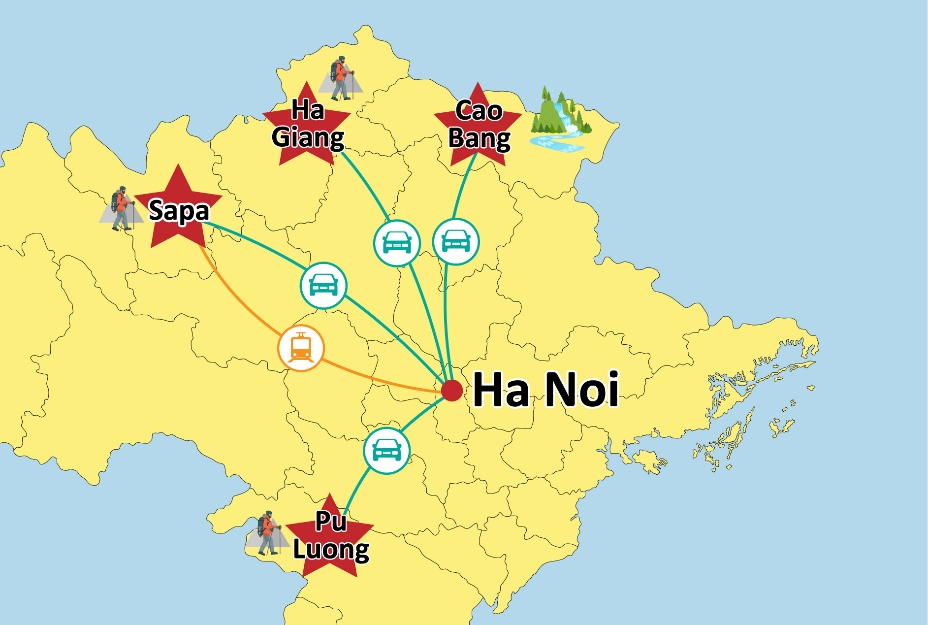 Ha
Giang
Cao
Bang
Sapa
Ha Noi
Pu
Luong